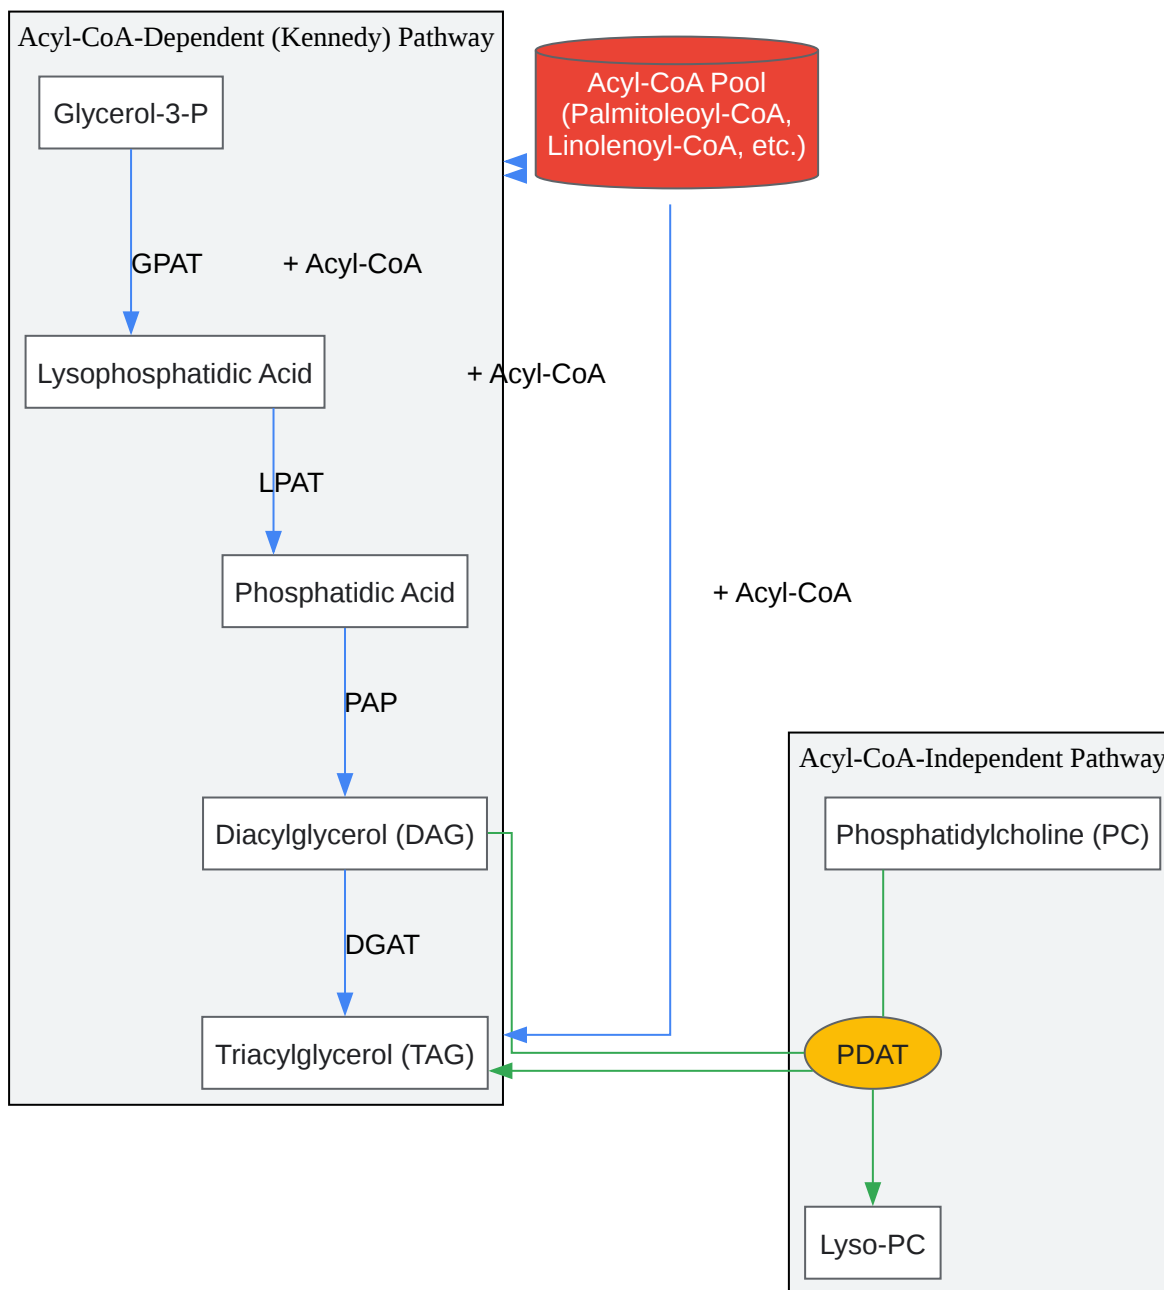 Acyl-CoA-Dependent (Kennedy) Pathway
Glycerol-3-P
Acyl-CoA Pool
(Palmitoleoyl-CoA,
Linolenoyl-CoA, etc.)
GPAT
+ Acyl-CoA
Lysophosphatidic Acid
+ Acyl-CoA
LPAT
Phosphatidic Acid
+ Acyl-CoA
PAP
Acyl-CoA-Independent Pathway
Diacylglycerol (DAG)
Phosphatidylcholine (PC)
DGAT
Triacylglycerol (TAG)
PDAT
Lyso-PC